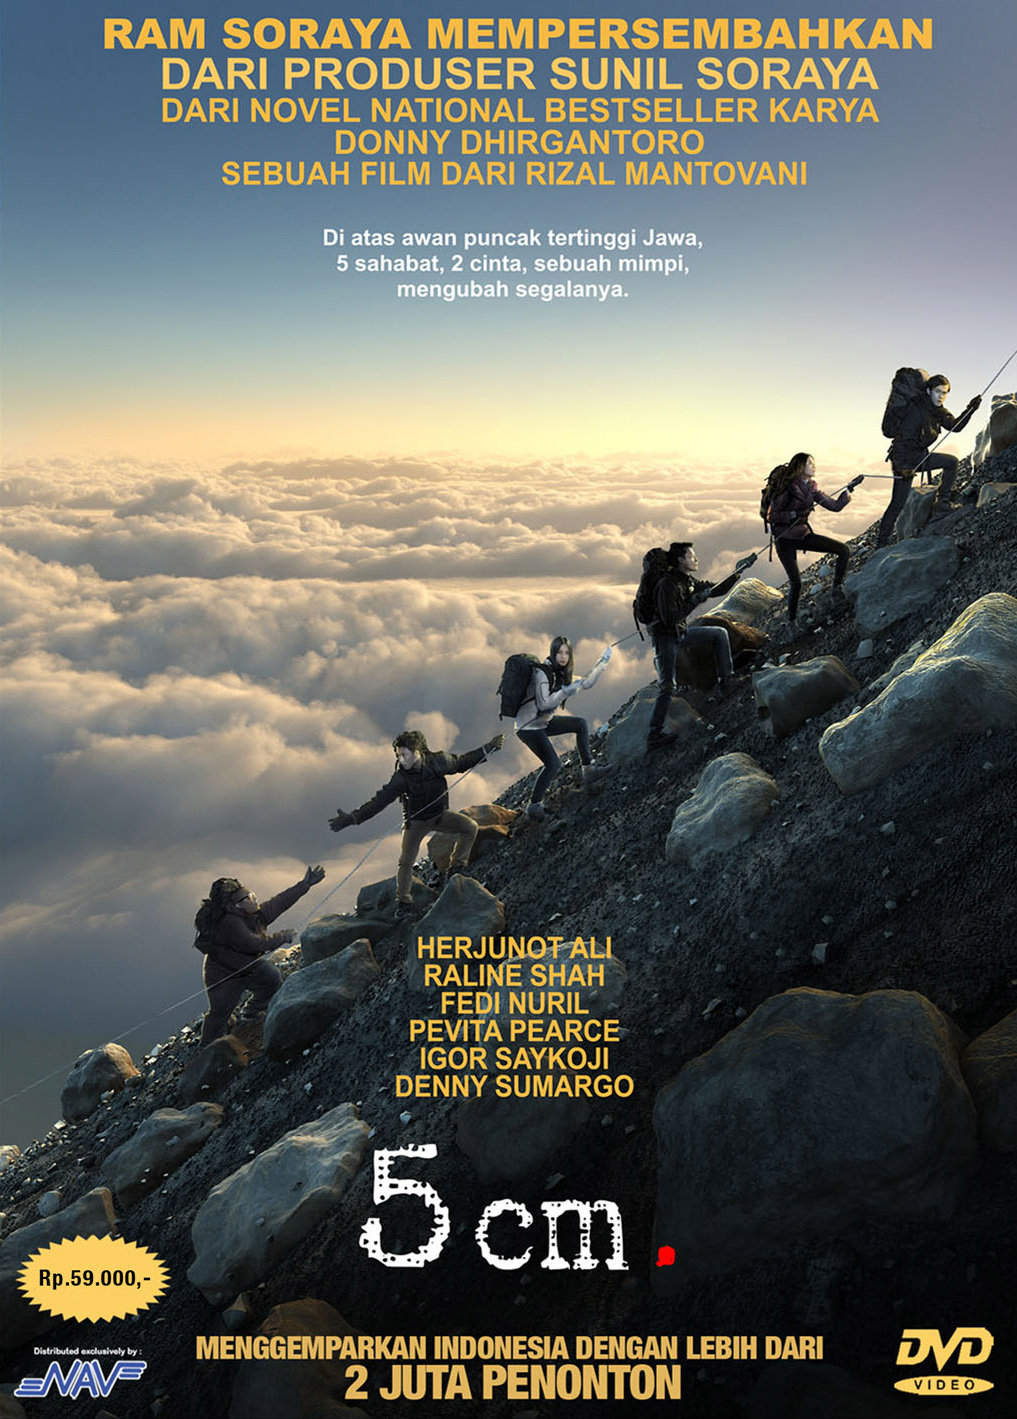 RAM SORAYA MEMPERSEMBAHKAN
DARI PRODUSER SUNIL SORAYA
DARI NOVEL NATIONAL BESTSELLER KARYA
DONNY DHIRGANTORO
SEBUAH FILM DARI RIZAL MANTOVANI
Di atas awan puncak tertinggi Jawa,
5 sahabat, 2 cinta, sebuah mimpi,
mengubah segalanya.
HERJUNOT ALI
RALINE SHAH
FEDI NURIL
PEVITA PEARCE
IGOR SAYKOJI
DENNY SUMARGO
5 cm.
Rp.59.000,-
Distributed exclusively by :
NAV
MENGGEMPARKAN INDONESIA DENGAN LEBIH DARI
2 JUTA PENONTON
DVD
VIDEO